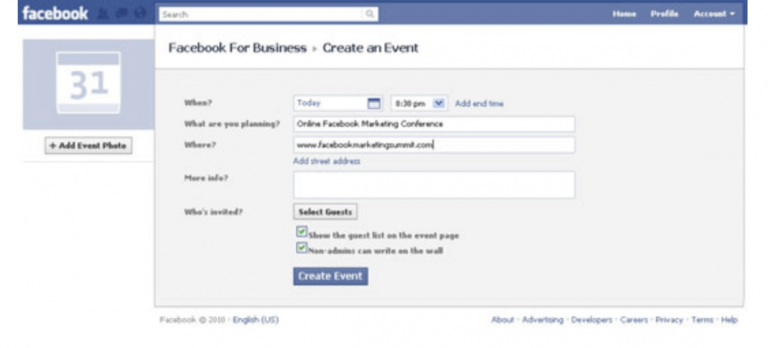 facebook Search Home Profile Account
Facebook For Business » Create an Event
31
When? Today 8:30 pm Add end time
What are you planning? Online Facebook Marketing Conference
+ Add Event Photo Where? www.facebookmarketingsummit.com
Add street address
More info?
Who's invited? Select Guests
Show the guest list on the event page
Non-admins can write on the wall
Create Event
Facebook © 2010 · English (US) About · Advertising · Developers · Careers · Privacy · Terms · Help